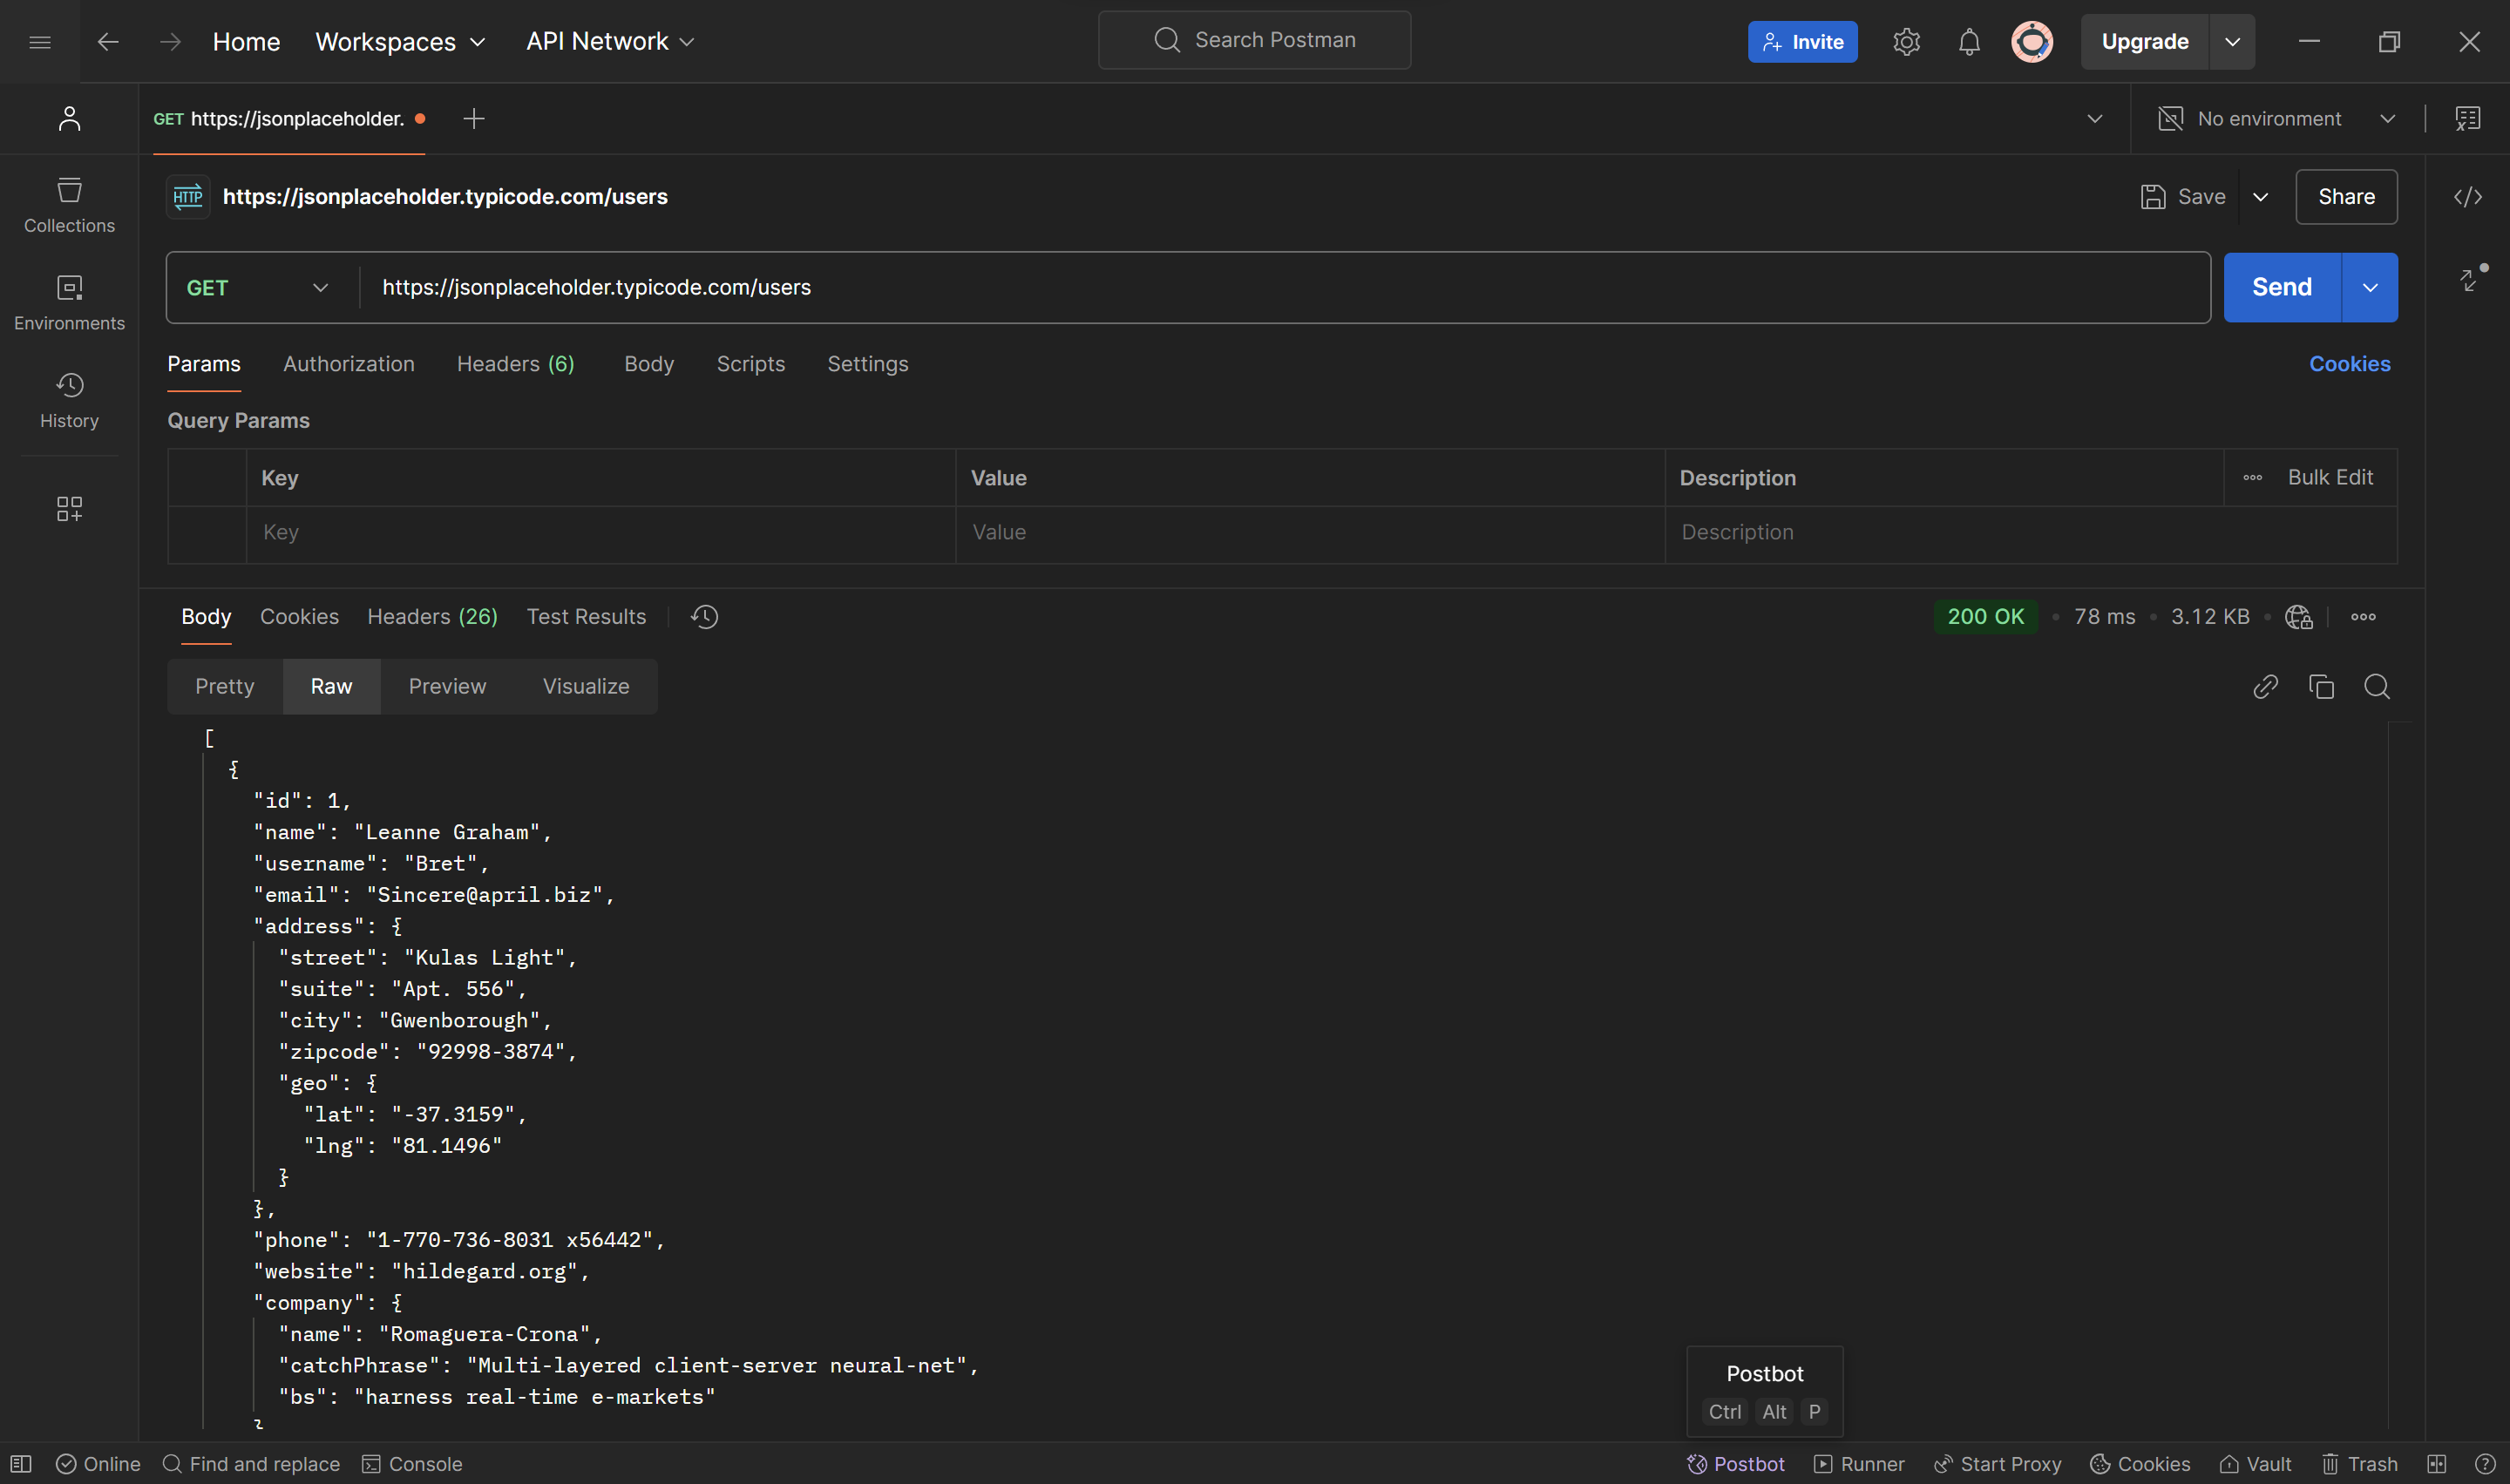 Home Workspaces API Network Search Postman Invite Upgrade
GET https://jsonplaceholder. No environment
HTTP https://jsonplaceholder.typicode.com/users Save Share
Collections
Environments
History
GET https://jsonplaceholder.typicode.com/users Send
Params Authorization Headers (6) Body Scripts Settings Cookies
Query Params
Key Value Description Bulk Edit
Key Value Description
Body Cookies Headers (26) Test Results 200 OK • 78 ms • 3.12 KB •
Pretty Raw Preview Visualize
[
{
"id": 1,
"name": "Leanne Graham",
"username": "Bret",
"email": "Sincere@april.biz",
"address": {
"street": "Kulas Light",
"suite": "Apt. 556",
"city": "Gwenborough",
"zipcode": "92998-3874",
"geo": {
"lat": "-37.3159",
"lng": "81.1496"
}
},
"phone": "1-770-736-8031 x56442",
"website": "hildegard.org",
"company": {
"name": "Romaguera-Crona",
"catchPhrase": "Multi-layered client-server neural-net",
"bs": "harness real-time e-markets"
}
Postbot
Ctrl Alt P
Online Find and replace Console Postbot Runner Start Proxy Cookies Vault Trash